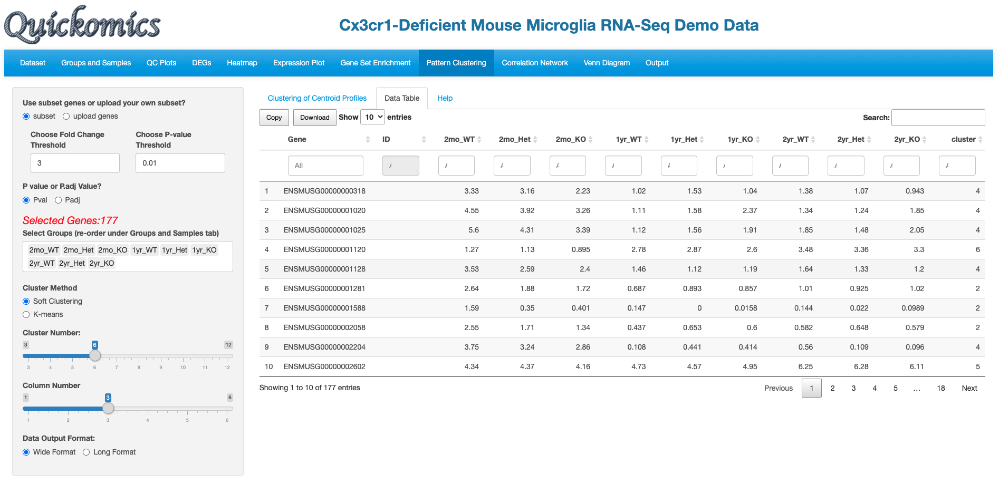 Quickomics
Cx3cr1-Deficient Mouse Microglia RNA-Seq Demo Data
Dataset Groups and Samples QC Plots DEGs Heatmap Expression Plot Gene Set Enrichment Pattern Clustering Correlation Network Venn Diagram Output
Use subset genes or upload your own subset?
subset upload genes
Choose Fold Change Threshold
3
Choose P-value Threshold
0.01
P value or P.adj Value?
Pval Padj
Selected Genes:177
Select Groups (re-order under Groups and Samples tab)
2mo_WT 2mo_Het 2mo_KO 1yr_WT 1yr_Het 1yr_KO
2yr_WT 2yr_Het 2yr_KO
Cluster Method
Soft Clustering
K-means
Cluster Number:
3 6 12
3 4 5 6 7 8 9 10 11 12
Column Number
1 3 6
1 2 3 4 5 6
Data Output Format:
Wide Format Long Format
Clustering of Centroid Profiles Data Table Help
Copy Download Show 10 entries Search:
Gene ID 2mo_WT 2mo_Het 2mo_KO 1yr_WT 1yr_Het 1yr_KO 2yr_WT 2yr_Het 2yr_KO cluster
All
1 ENSMUSG00000000318 3.33 3.16 2.23 1.02 1.53 1.04 1.38 1.07 0.943 4
2 ENSMUSG00000001020 4.55 3.92 3.26 1.11 1.58 2.37 1.34 1.24 1.85 4
3 ENSMUSG00000001025 5.6 4.31 3.39 1.12 1.56 1.91 1.85 1.48 2.05 4
4 ENSMUSG00000001120 1.27 1.13 0.895 2.78 2.87 2.6 3.48 3.36 3.3 6
5 ENSMUSG00000001128 3.53 2.59 2.4 1.46 1.12 1.19 1.64 1.33 1.2 4
6 ENSMUSG00000001281 2.64 1.88 1.72 0.687 0.893 0.857 1.01 0.925 1.02 2
7 ENSMUSG00000001588 1.59 0.35 0.401 0.147 0 0.0158 0.144 0.022 0.0989 2
8 ENSMUSG00000002058 2.55 1.71 1.34 0.437 0.653 0.6 0.582 0.648 0.579 2
9 ENSMUSG00000002204 3.75 3.24 2.86 0.108 0.441 0.414 0.56 0.109 0.096 4
10 ENSMUSG00000002602 4.34 4.37 4.16 4.73 4.57 4.95 6.25 6.28 6.11 5
Showing 1 to 10 of 177 entries
Previous 1 2 3 4 5 … 18 Next